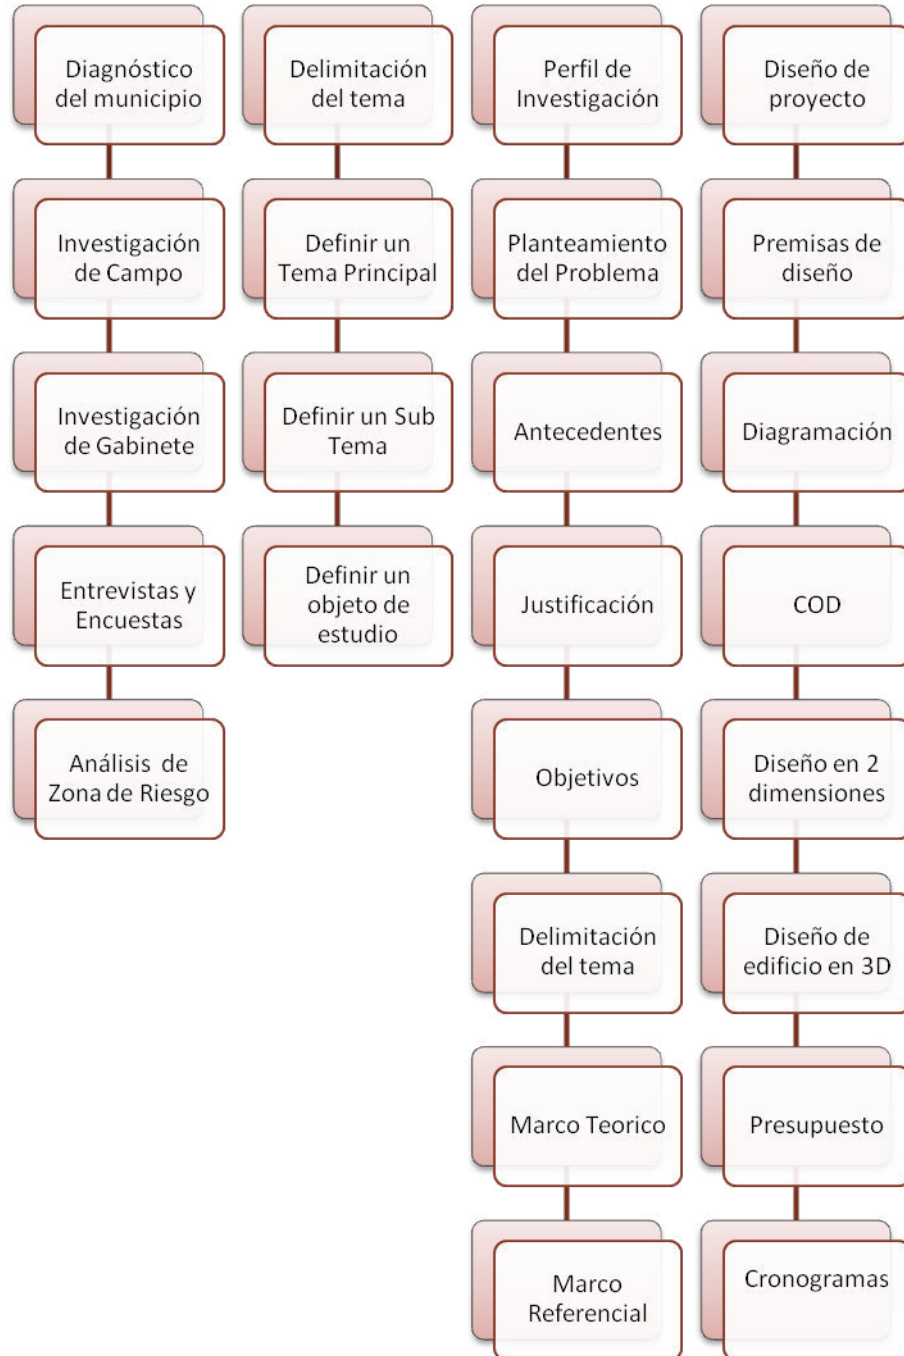 Diagnóstico
del municipio
Investigación
de Campo
Investigación
de Gabinete
Entrevistas y
Encuestas
Análisis  de
Zona de Riesgo
Delimitación
del tema
Definir un
Tema Principal
Definir un Sub
Tema
Definir un
objeto de
estudio
Perfil de
Investigación
Planteamiento
del Problema
Antecedentes
Justificación
Objetivos
Delimitación
del tema
Marco Teorico
Marco
Referencial
Diseño de
proyecto
Premisas de
diseño
Diagramación
COD
Diseño en 2
dimensiones
Diseño de
edificio en 3D
Presupuesto
Cronogramas